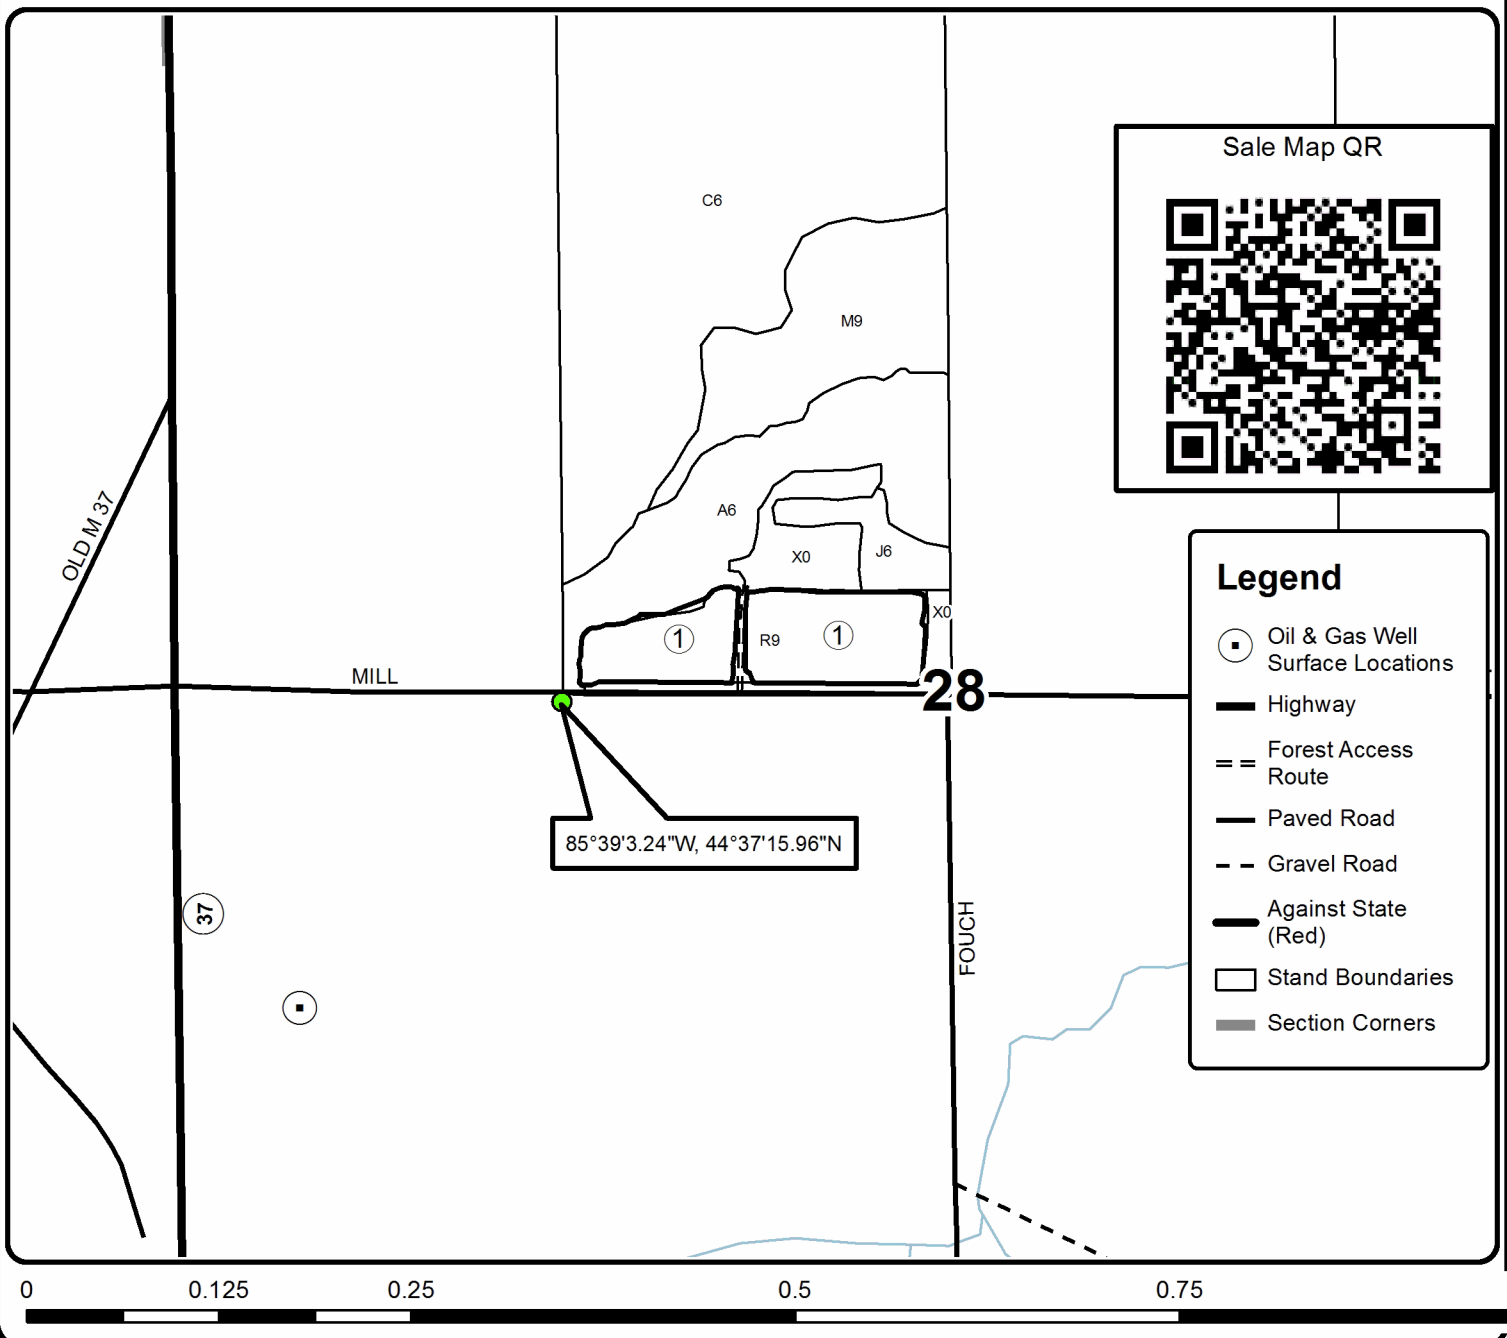 Sale Map QR
C6
M9
A6
X0
J6
X0
1
R9
1
OLD M 37
MILL
28
85°39'3.24"W, 44°37'15.96"N
37
FOUCH
Legend
Oil & Gas Well
Surface Locations
Highway
Forest Access
Route
Paved Road
Gravel Road
Against State
(Red)
Stand Boundaries
Section Corners
0 0.125 0.25 0.5 0.75